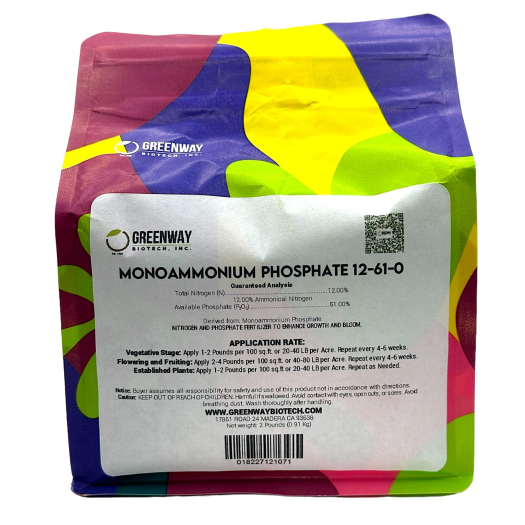 GREENWAY
BIOTECH, INC.
GREENWAY
BIOTECH, INC.
MONOAMMONIUM PHOSPHATE 12-61-0
Guaranteed Analysis
Total Nitrogen (N)......12.00%
12.00% Ammonical Nitrogen
Available Phosphate (P₂O₅)......61.00%
Derived from: Monoammonium Phosphate
NITROGEN AND PHOSPHATE FERTILIZER TO ENHANCE GROWTH AND BLOOM.
APPLICATION RATE:
Vegetative Stage: Apply 1-2 Pounds per 100 sq.ft. or 20-40 LB per Acre. Repeat every 4-6 weeks.
Flowering and Fruiting: Apply 2-4 Pounds per 100 sq.ft. or 40-80 LB per Acre. Repeat every 4-6 weeks.
Established Plants: Apply 1-2 Pounds per 100 sq.ft or 20-40 LB per Acre. Repeat as Needed.
Notice: Buyer assumes all responsibility for safety and use of this product not in accordance with directions.
Caution: KEEP OUT OF REACH OF CHILDREN. Harmful if swallowed. Avoid contact with eyes, open cuts, or sores. Avoid
breathing dust. Wash thoroughly after handling.
WWW.GREENWAYBIOTECH.COM
17861 ROAD 24 MADERA CA 93638
Net weight: 2 Pounds (0.91 Kg)
018227121071